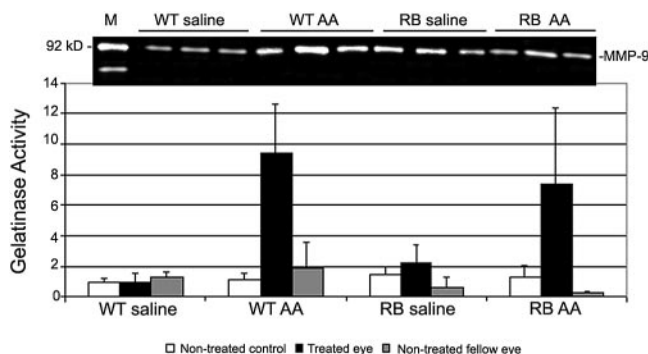 M WT saline WT AA RB saline RB AA
92 kD - -MMP-9
14
12
10
8
6
4
2
0
Gelatinase Activity
WT saline WT AA RB saline RB AA
Non-treated control Treated eye Non-treated fellow eye